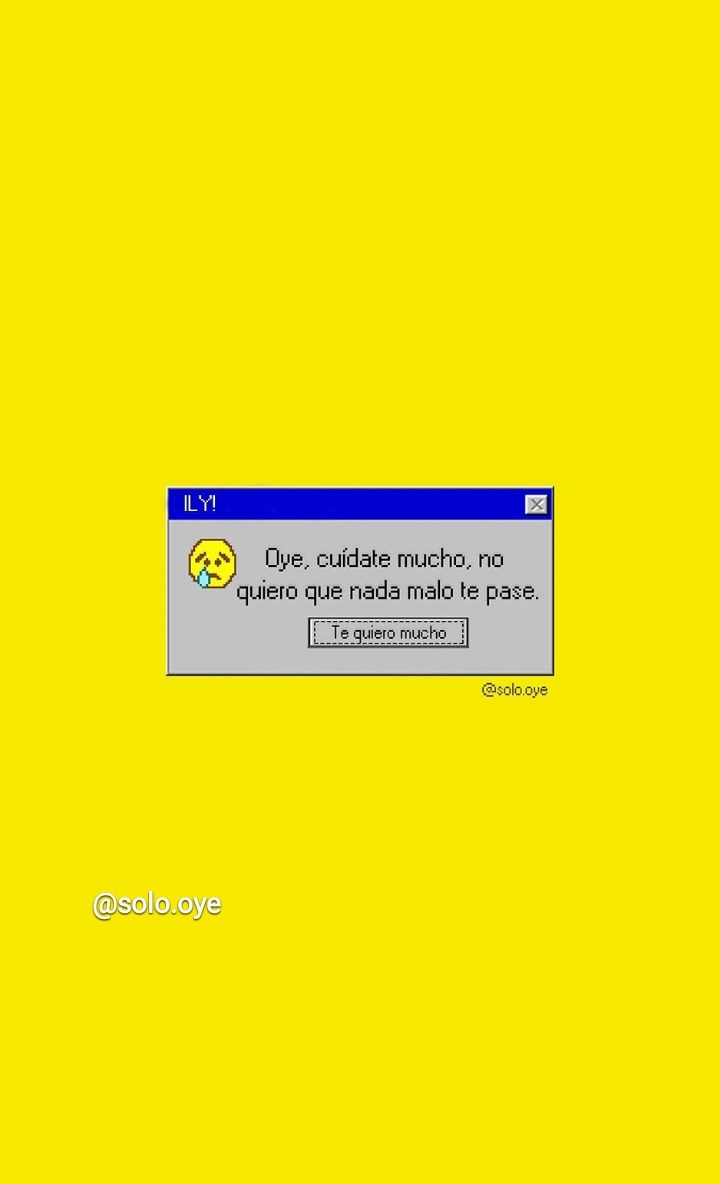 ILY!
Oye, cuídate mucho, no
quiero que nada malo te pase.
Te quiero mucho
@solo.oye
@solo.oye